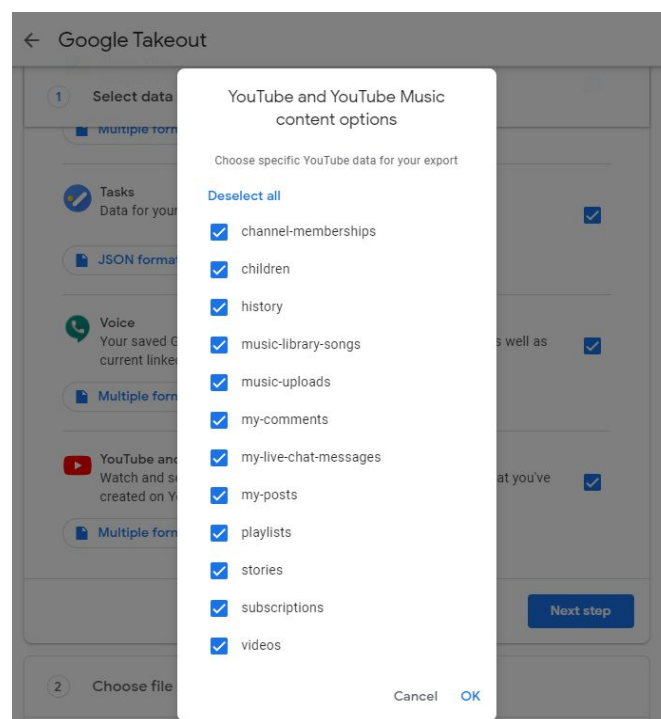 Google Takeout
1 Select data
Multiple form
Tasks
Data for your
JSON format
Voice
Your saved G
s well as
current linke
Multiple form
YouTube and
Watch and se
at you've
created on Yo
Multiple form
Next step
2 Choose file
YouTube and YouTube Music
content options
Choose specific YouTube data for your export
Deselect all
channel-memberships
children
history
music-library-songs
music-uploads
my-comments
my-live-chat-messages
my-posts
playlists
stories
subscriptions
videos
Cancel OK